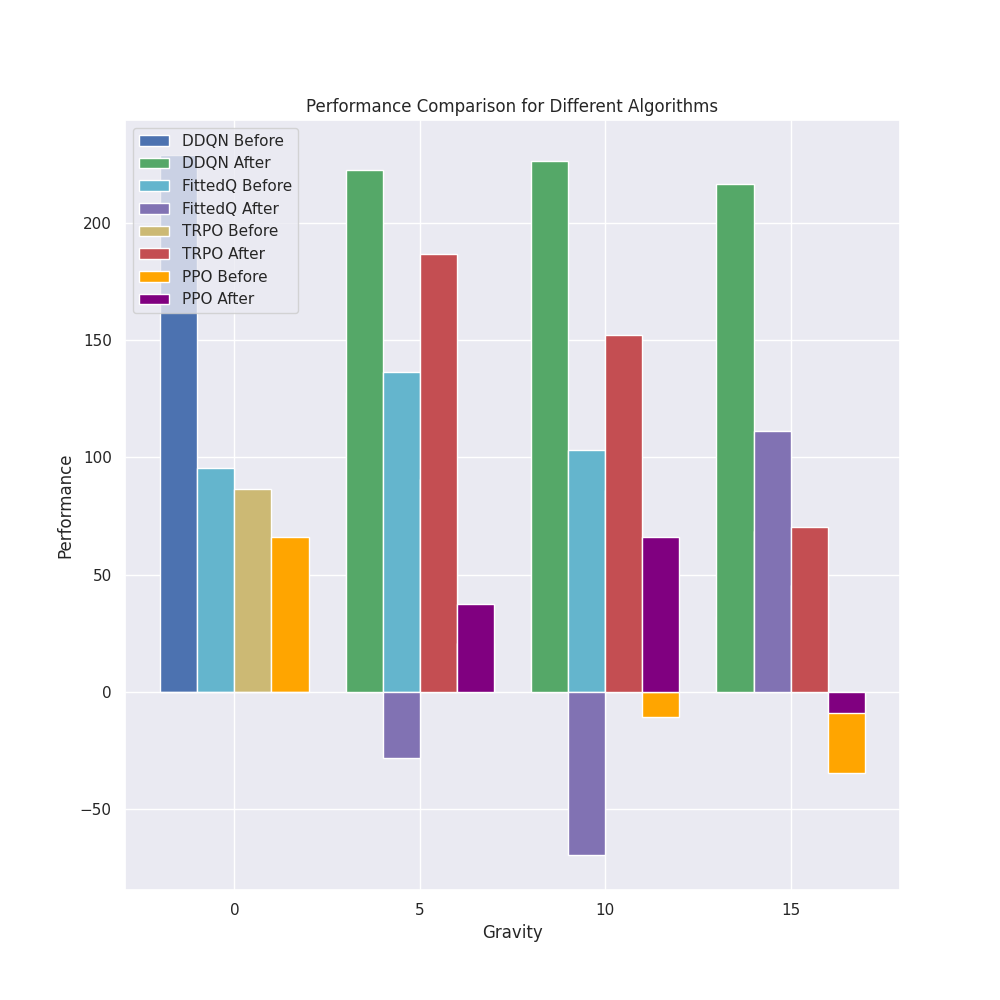 Performance Comparison for Different Algorithms
DDQN Before
DDQN After
FittedQ Before
FittedQ After
TRPO Before
TRPO After
PPO Before
PPO After
200
150
100
50
0
−50
Performance
0 5 10 15
Gravity